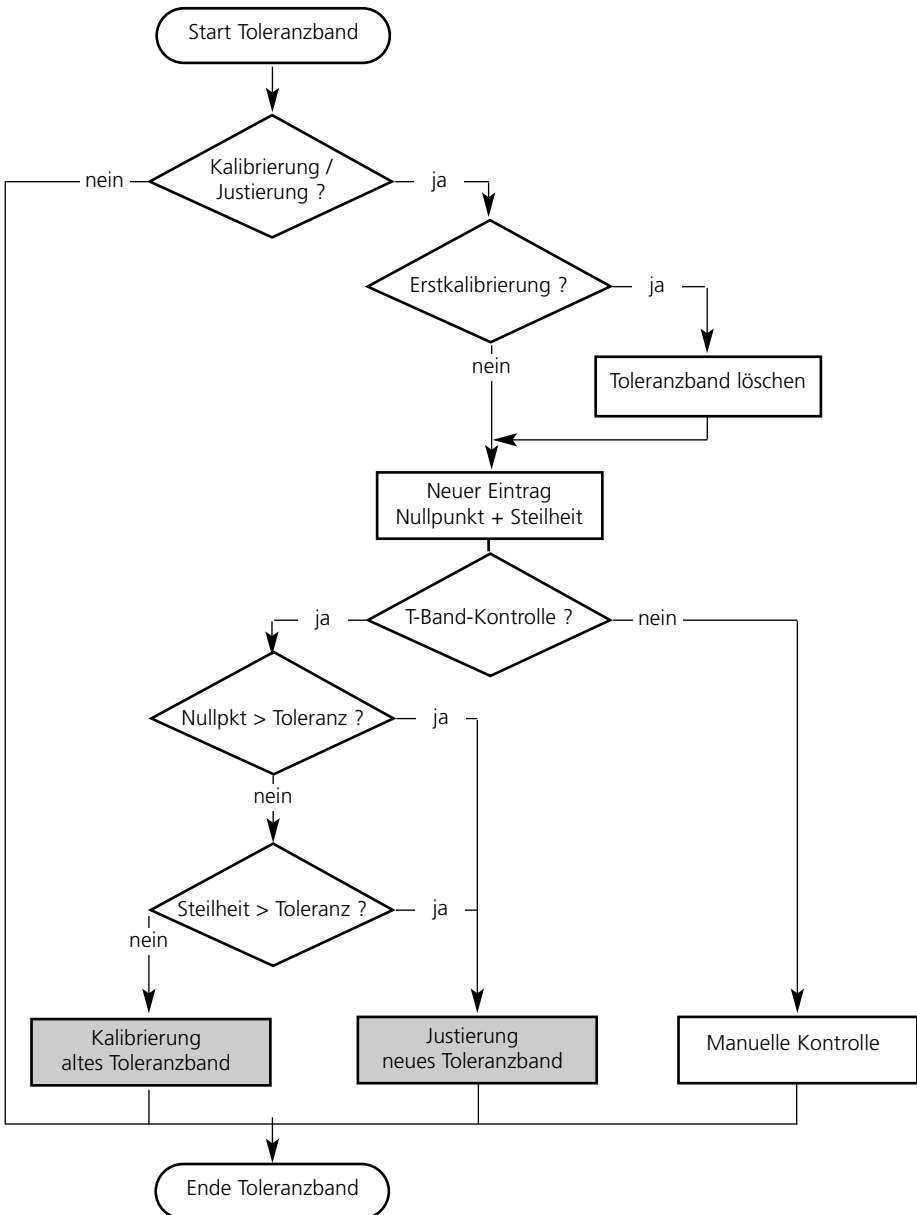 Start Toleranzband
Kalibrierung /
Justierung ?
nein
ja
Erstkalibrierung ?
ja
nein
Toleranzband löschen
Neuer Eintrag
Nullpunkt + Steilheit
T-Band-Kontrolle ?
ja
nein
Nullpkt > Toleranz ?
ja
nein
Steilheit > Toleranz ?
ja
nein
Kalibrierung
altes Toleranzband
Justierung
neues Toleranzband
Manuelle Kontrolle
Ende Toleranzband